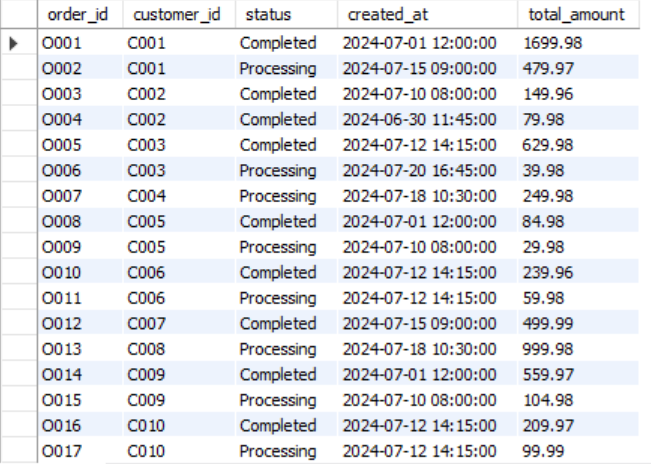 order_id customer_id status created_at total_amount
O001 C001 Completed 2024-07-01 12:00:00 1699.98
O002 C001 Processing 2024-07-15 09:00:00 479.97
O003 C002 Completed 2024-07-10 08:00:00 149.96
O004 C002 Completed 2024-06-30 11:45:00 79.98
O005 C003 Completed 2024-07-12 14:15:00 629.98
O006 C003 Processing 2024-07-20 16:45:00 39.98
O007 C004 Processing 2024-07-18 10:30:00 249.98
O008 C005 Completed 2024-07-01 12:00:00 84.98
O009 C005 Processing 2024-07-10 08:00:00 29.98
O010 C006 Completed 2024-07-12 14:15:00 239.96
O011 C006 Processing 2024-07-12 14:15:00 59.98
O012 C007 Completed 2024-07-15 09:00:00 499.99
O013 C008 Processing 2024-07-18 10:30:00 999.98
O014 C009 Completed 2024-07-01 12:00:00 559.97
O015 C009 Processing 2024-07-10 08:00:00 104.98
O016 C010 Completed 2024-07-12 14:15:00 209.97
O017 C010 Processing 2024-07-12 14:15:00 99.99